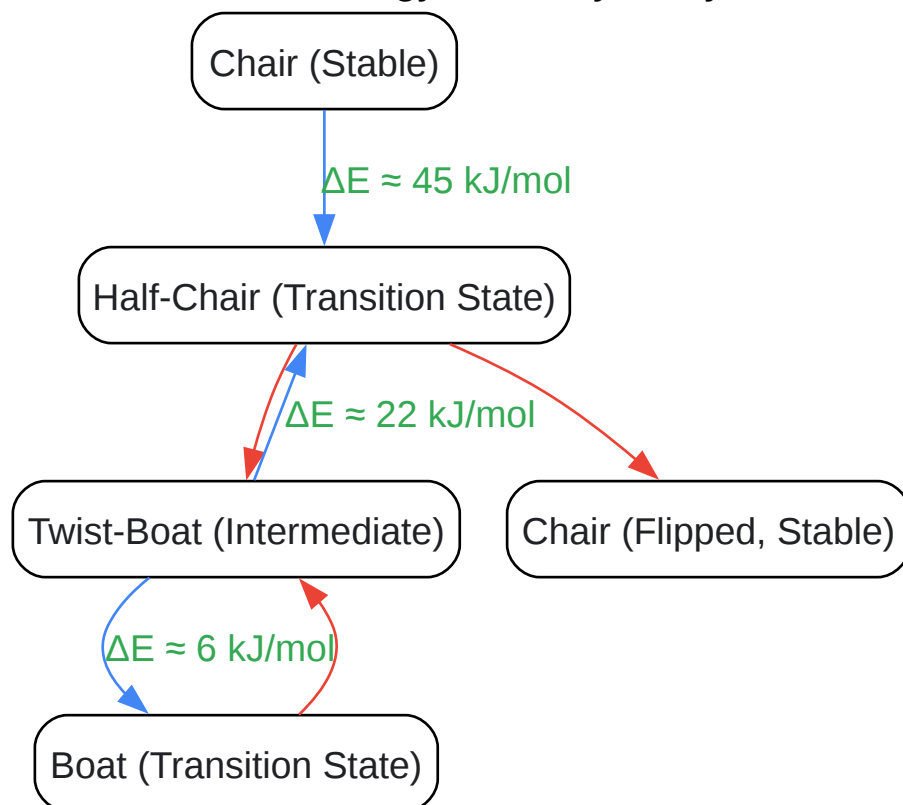 Chair (Stable)
ΔE ≈ 45 kJ/mol
Half-Chair (Transition State)
ΔE ≈ 22 kJ/mol
Twist-Boat (Intermediate)
Chair (Flipped, Stable)
ΔE ≈ 6 kJ/mol
Boat (Transition State)